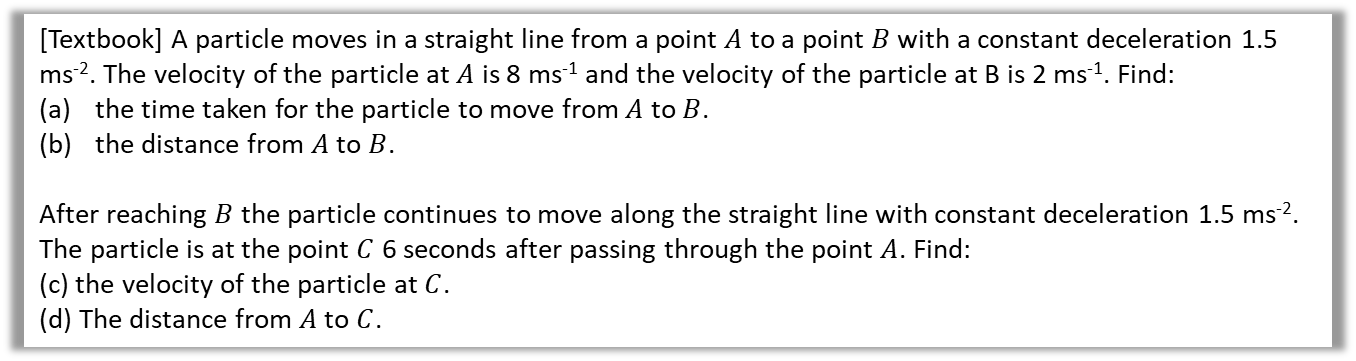 [Textbook] A particle moves in a straight line from a point A to a point B with a constant deceleration 1.5
ms⁻². The velocity of the particle at A is 8 ms⁻¹ and the velocity of the particle at B is 2 ms⁻¹. Find:
(a) the time taken for the particle to move from A to B.
(b) the distance from A to B.
After reaching B the particle continues to move along the straight line with constant deceleration 1.5 ms⁻².
The particle is at the point C 6 seconds after passing through the point A. Find:
(c) the velocity of the particle at C.
(d) The distance from A to C.